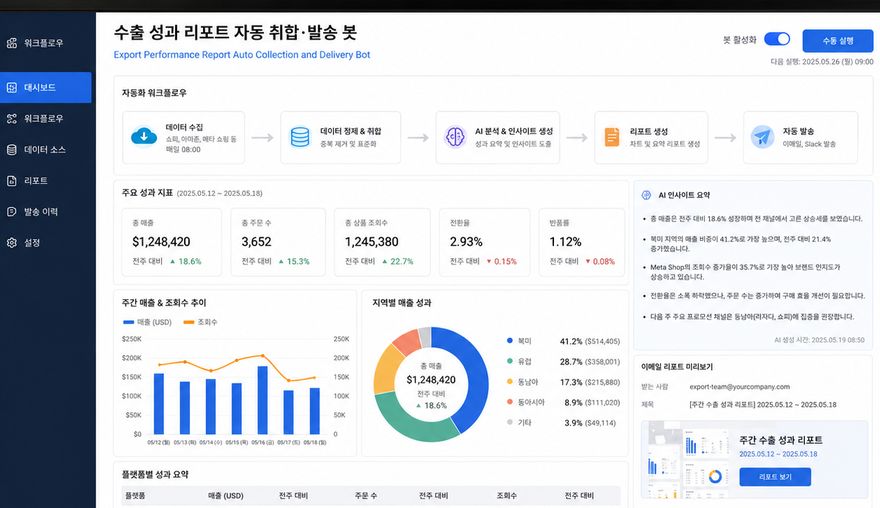 수출 성과 리포트 자동 취합·발송 봇
Export Performance Report Auto Collection and Delivery Bot
봇 활성화
수동 실행
다음 실행: 2025.05.26 (월) 09:00
워크플로우
대시보드
워크플로우
데이터 소스
리포트
발송 이력
설정
자동화 워크플로우
데이터 수집
쇼피, 아마존, 메타 쇼핑 등
매일 08:00
데이터 정제 & 취합
중복 제거 및 표준화
AI 분석 & 인사이트 생성
성과 요약 및 인사이트 도출
리포트 생성
차트 및 요약 리포트 생성
자동 발송
이메일, Slack 발송
주요 성과 지표 (2025.05.12 ~ 2025.05.18)
총 매출
$1,248,420
전주 대비 ▲ 18.6%
총 주문 수
3,652
전주 대비 ▲ 15.3%
총 상품 조회수
1,245,380
전주 대비 ▲ 22.7%
전환율
2.93%
전주 대비 ▼ 0.15%
반품률
1.12%
전주 대비 ▼ 0.08%
AI 인사이트 요약
• 총 매출은 전주 대비 18.6% 성장하며 전 채널에서 고른 상승세를 보였습니다.
• 북미 지역의 매출 비중이 41.2%로 가장 높으며, 전주 대비 21.4%
증가했습니다.
• Meta Shop의 조회수 증가율이 35.7%로 가장 높아 브랜드 인지도가
상승하고 있습니다.
• 전환율은 소폭 하락했으나, 주문 수는 증가하여 구매 효율 개선이 필요합니다.
• 다음 주 주요 프로모션 채널은 동남아(라자다, 쇼피)에 집중을 권장합니다.
AI 생성 시간: 2025.05.19 08:50
주간 매출 & 조회수 추이
매출 (USD)
조회수
$250K
$200K
$150K
$100K
$50K
$0
250K
200K
150K
100K
50K
0
05/12 (월)
05/13 (화)
05/14 (수)
05/15 (목)
05/16 (금)
05/17 (토)
05/18 (일)
지역별 매출 성과
총 매출
$1,248,420
전주 대비
▲ 18.6%
북미 41.2% ($514,405)
유럽 28.7% ($358,001)
동남아 17.3% ($215,880)
동아시아 8.9% ($111,020)
기타 3.9% ($49,114)
이메일 리포트 미리보기
받는 사람 export-team@yourcompany.com
제목 [주간 수출 성과 리포트] 2025.05.12 ~ 2025.05.18
주간 수출 성과 리포트
2025.05.12 ~ 2025.05.18
리포트 보기
플랫폼별 성과 요약
플랫폼 매출 (USD) 전주 대비 주문 수 전주 대비 조회수 전주 대비